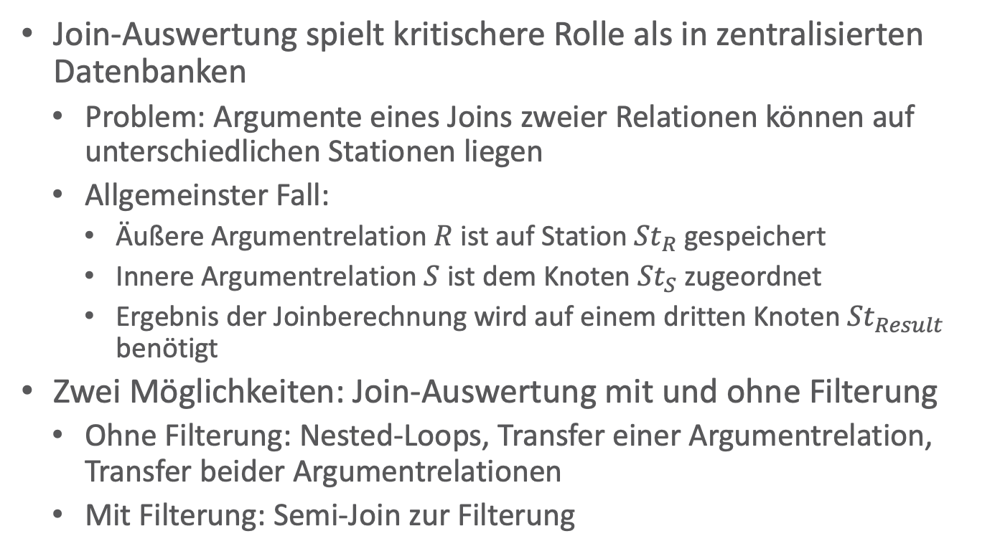 • Join-Auswertung spielt kritischere Rolle als in zentralisierten
Datenbanken
• Problem: Argumente eines Joins zweier Relationen können auf
unterschiedlichen Stationen liegen
• Allgemeinster Fall:
• Äußere Argumentrelation R ist auf Station St_R gespeichert
• Innere Argumentrelation S ist dem Knoten St_S zugeordnet
• Ergebnis der Joinberechnung wird auf einem dritten Knoten St_Result
benötigt
• Zwei Möglichkeiten: Join-Auswertung mit und ohne Filterung
• Ohne Filterung: Nested-Loops, Transfer einer Argumentrelation,
Transfer beider Argumentrelationen
• Mit Filterung: Semi-Join zur Filterung